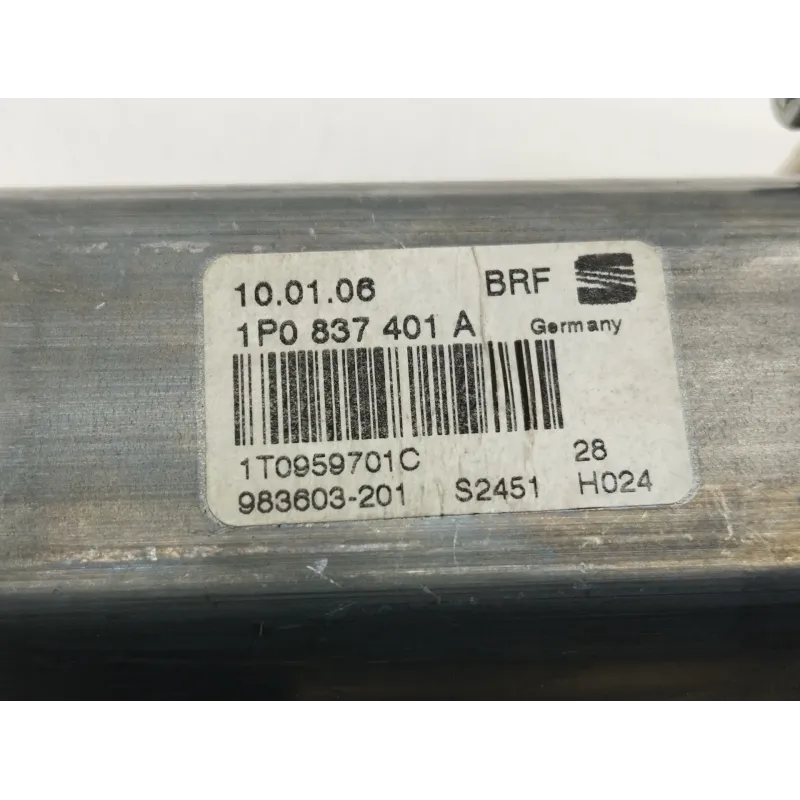 10.01.06 BRF
1P0 837 401 A Germany
1T0959701C 28
983603-201 S2451 H024